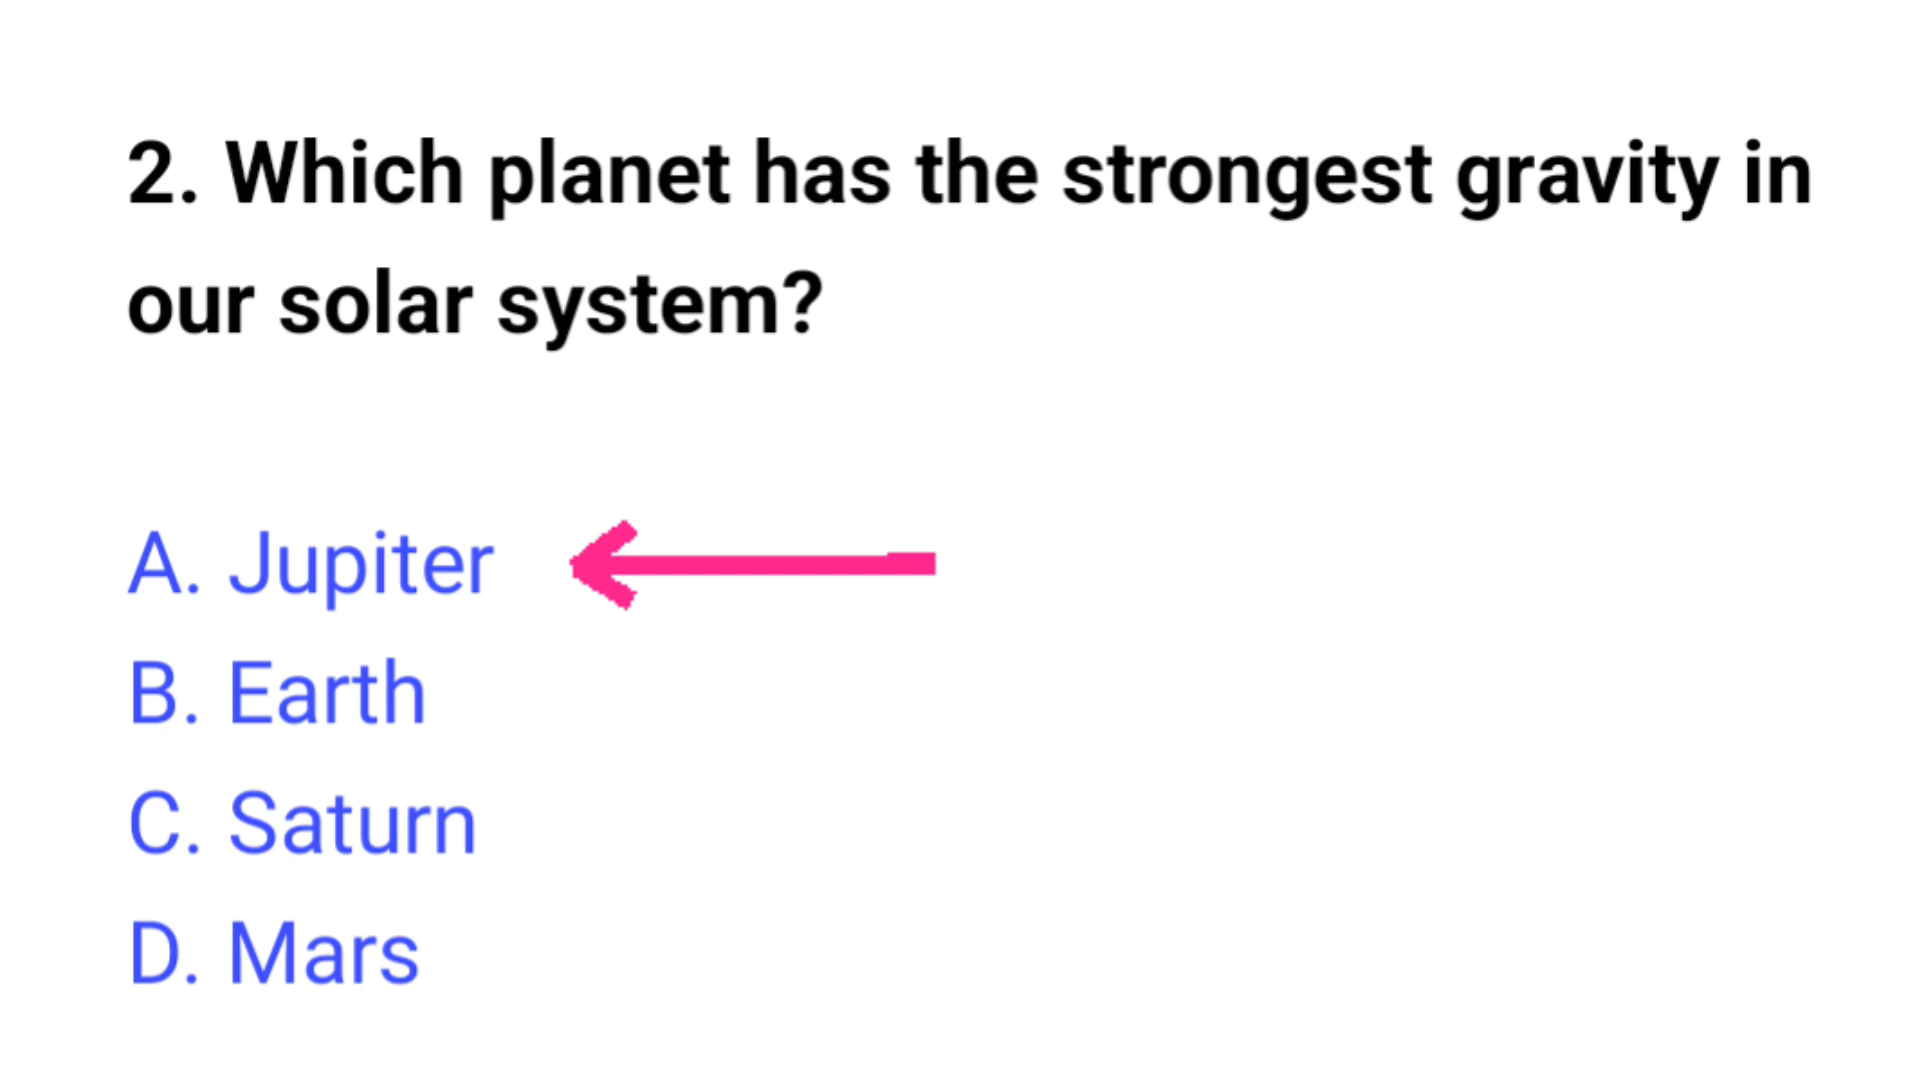 2. Which planet has the strongest gravity in
our solar system?
A. Jupiter
B. Earth
C. Saturn
D. Mars